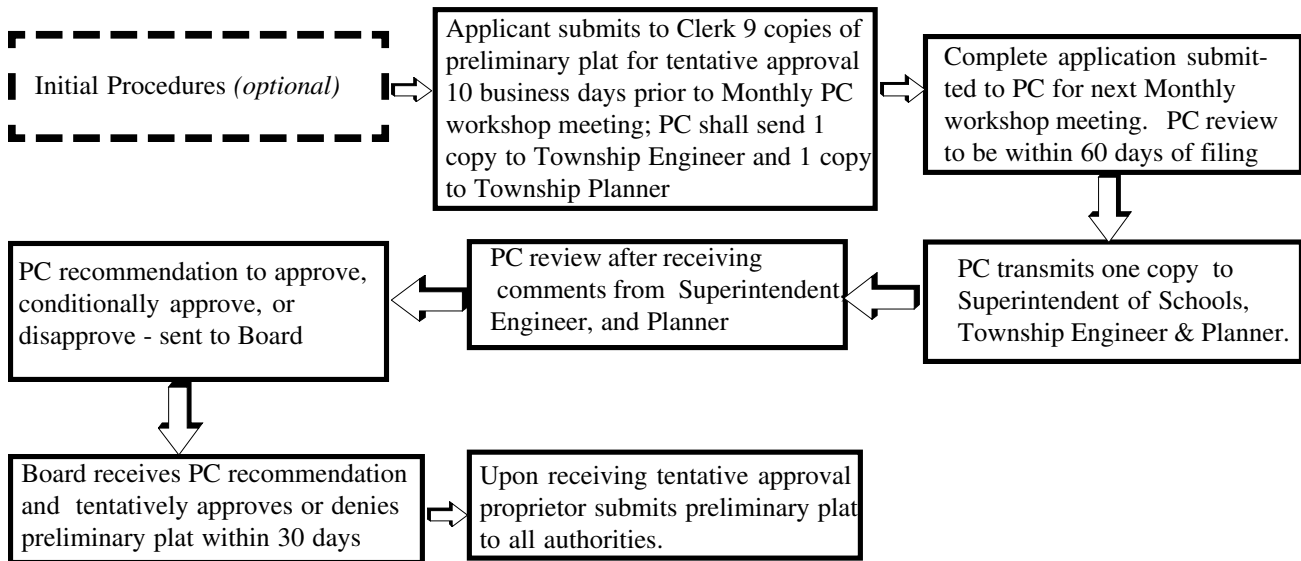 Initial Procedures (optional)
Applicant submits to Clerk 9 copies of
preliminary plat for tentative approval
10 business days prior to Monthly PC
workshop meeting; PC shall send 1
copy to Township Engineer and 1 copy
to Township Planner
Complete application submit-
ted to PC for next Monthly
workshop meeting. PC review
to be within 60 days of filing
PC transmits one copy to
Superintendent of Schools,
Township Engineer & Planner.
PC review after receiving
comments from Superintendent,
Engineer, and Planner
PC recommendation to approve,
conditionally approve, or
disapprove - sent to Board
Board receives PC recommendation
and tentatively approves or denies
preliminary plat within 30 days
Upon receiving tentative approval
proprietor submits preliminary plat
to all authorities.